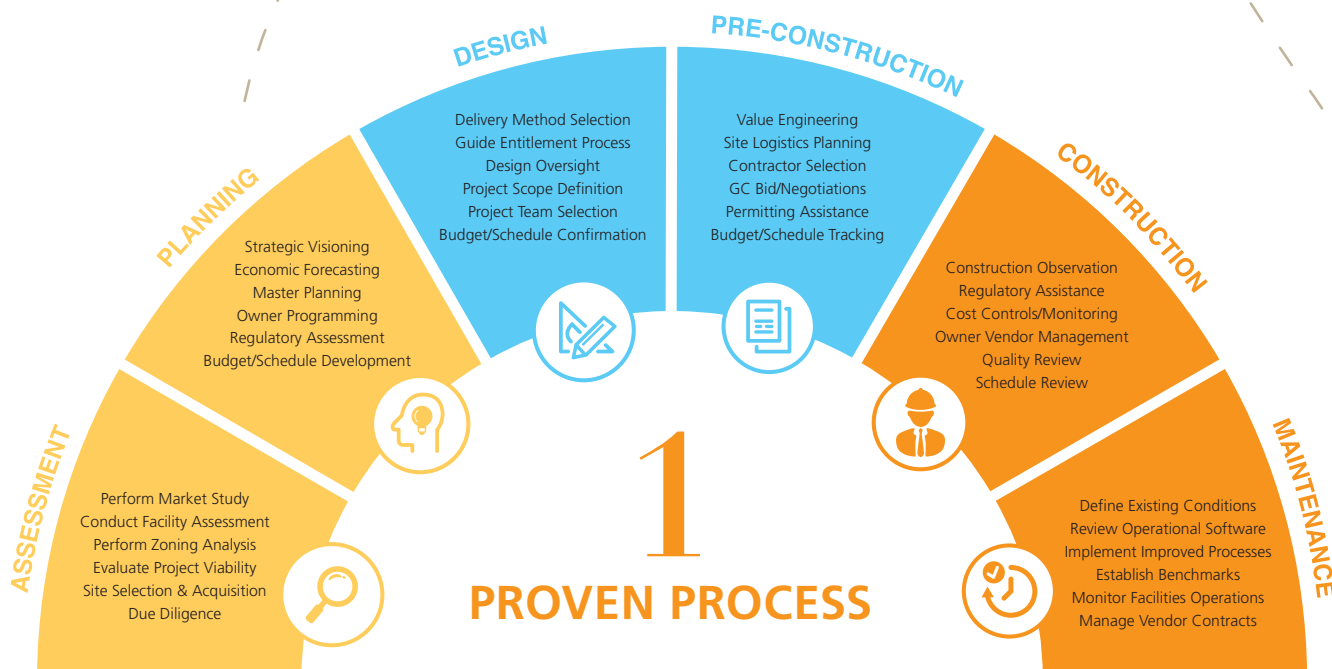 ASSESSMENT
Perform Market Study
Conduct Facility Assessment
Perform Zoning Analysis
Evaluate Project Viability
Site Selection & Acquisition
Due Diligence
PLANNING
Strategic Visioning
Economic Forecasting
Master Planning
Owner Programming
Regulatory Assessment
Budget/Schedule Development
DESIGN
Delivery Method Selection
Guide Entitlement Process
Design Oversight
Project Scope Definition
Project Team Selection
Budget/Schedule Confirmation
PRE-CONSTRUCTION
Value Engineering
Site Logistics Planning
Contractor Selection
GC Bid/Negotiations
Permitting Assistance
Budget/Schedule Tracking
CONSTRUCTION
Construction Observation
Regulatory Assistance
Cost Controls/Monitoring
Owner Vendor Management
Quality Review
Schedule Review
MAINTENANCE
Define Existing Conditions
Review Operational Software
Implement Improved Processes
Establish Benchmarks
Monitor Facilities Operations
Manage Vendor Contracts
1
PROVEN PROCESS